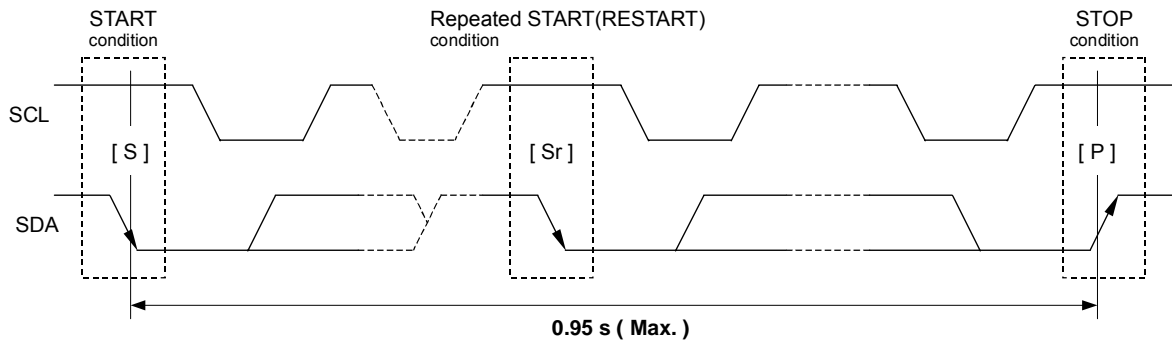 START
condition
Repeated START(RESTART)
condition
STOP
condition
SCL
[ S ]
[ Sr ]
[ P ]
SDA
0.95 s ( Max. )